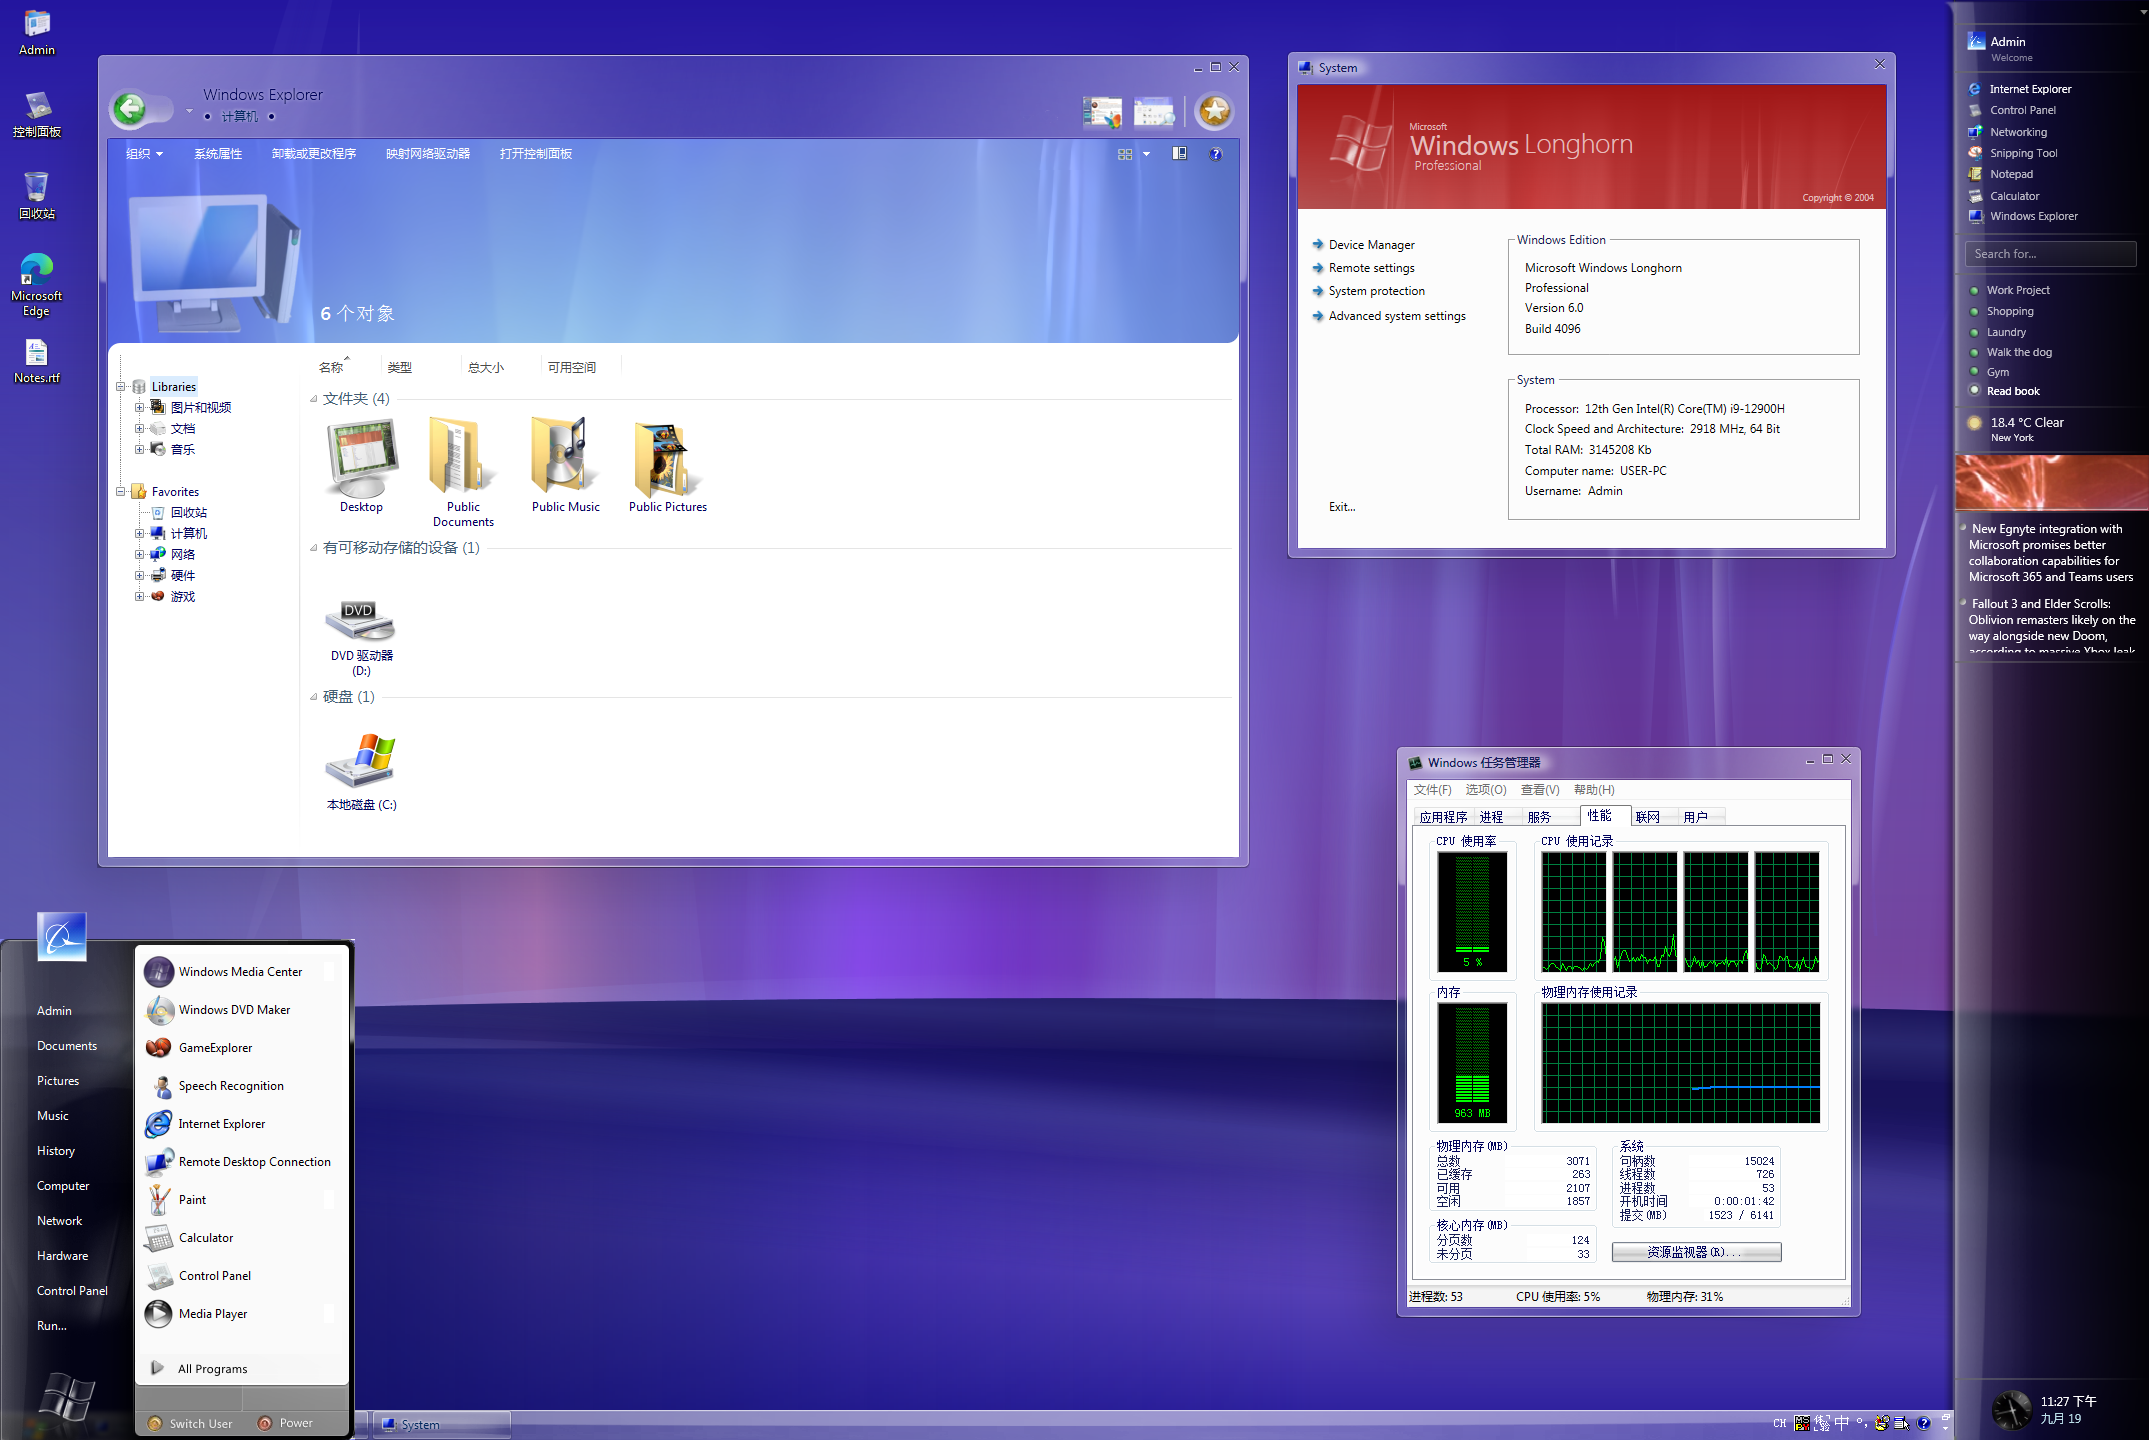 Admin
控制面板
回收站
Microsoft
Edge
Notes.rtf
Windows Explorer
计算机
组织
系统属性
卸载或更改程序
映射网络驱动器
打开控制面板
6 个对象
名称
类型
总大小
可用空间
Libraries
图片和视频
文档
音乐
Favorites
回收站
计算机
网络
硬件
游戏
文件夹 (4)
Desktop
Public
Documents
Public Music
Public Pictures
有可移动存储的设备 (1)
DVD
DVD 驱动器
(D:)
硬盘 (1)
本地磁盘 (C:)
System
Microsoft
Windows Longhorn
Professional
Copyright © 2004
Device Manager
Remote settings
System protection
Advanced system settings
Exit...
Windows Edition
Microsoft Windows Longhorn
Professional
Version 6.0
Build 4096
System
Processor: 12th Gen Intel(R) Core(TM) i9-12900H
Clock Speed and Architecture: 2918 MHz, 64 Bit
Total RAM: 3145208 Kb
Computer name: USER-PC
Username: Admin
Windows 任务管理器
文件(F)
选项(O)
查看(V)
帮助(H)
应用程序
进程
服务
性能
联网
用户
CPU 使用率
5 %
CPU 使用记录
内存
963 MB
物理内存使用记录
物理内存(MB)
总数 3071
已缓存 263
可用 2107
空闲 1857
核心内存(MB)
分页数 124
未分页 33
系统
句柄数 15024
线程数 726
进程数 53
开机时间 0:00:01:42
提交(MB) 1523 / 6141
资源监视器(R)...
进程数: 53
CPU 使用率: 5%
物理内存: 31%
Admin
Welcome
Internet Explorer
Control Panel
Networking
Snipping Tool
Notepad
Calculator
Windows Explorer
Search for...
Work Project
Shopping
Laundry
Walk the dog
Gym
Read book
18.4 °C Clear
New York
New Egnyte integration with
Microsoft promises better
collaboration capabilities for
Microsoft 365 and Teams users
Fallout 3 and Elder Scrolls:
Oblivion remasters likely on the
way alongside new Doom,
according to massive Xbox leak
11:27 下午
九月 19
Admin
Documents
Pictures
Music
History
Computer
Network
Hardware
Control Panel
Run...
Windows Media Center
Windows DVD Maker
GameExplorer
Speech Recognition
Internet Explorer
Remote Desktop Connection
Paint
Calculator
Control Panel
Media Player
All Programs
Switch User
Power
System
CH
中